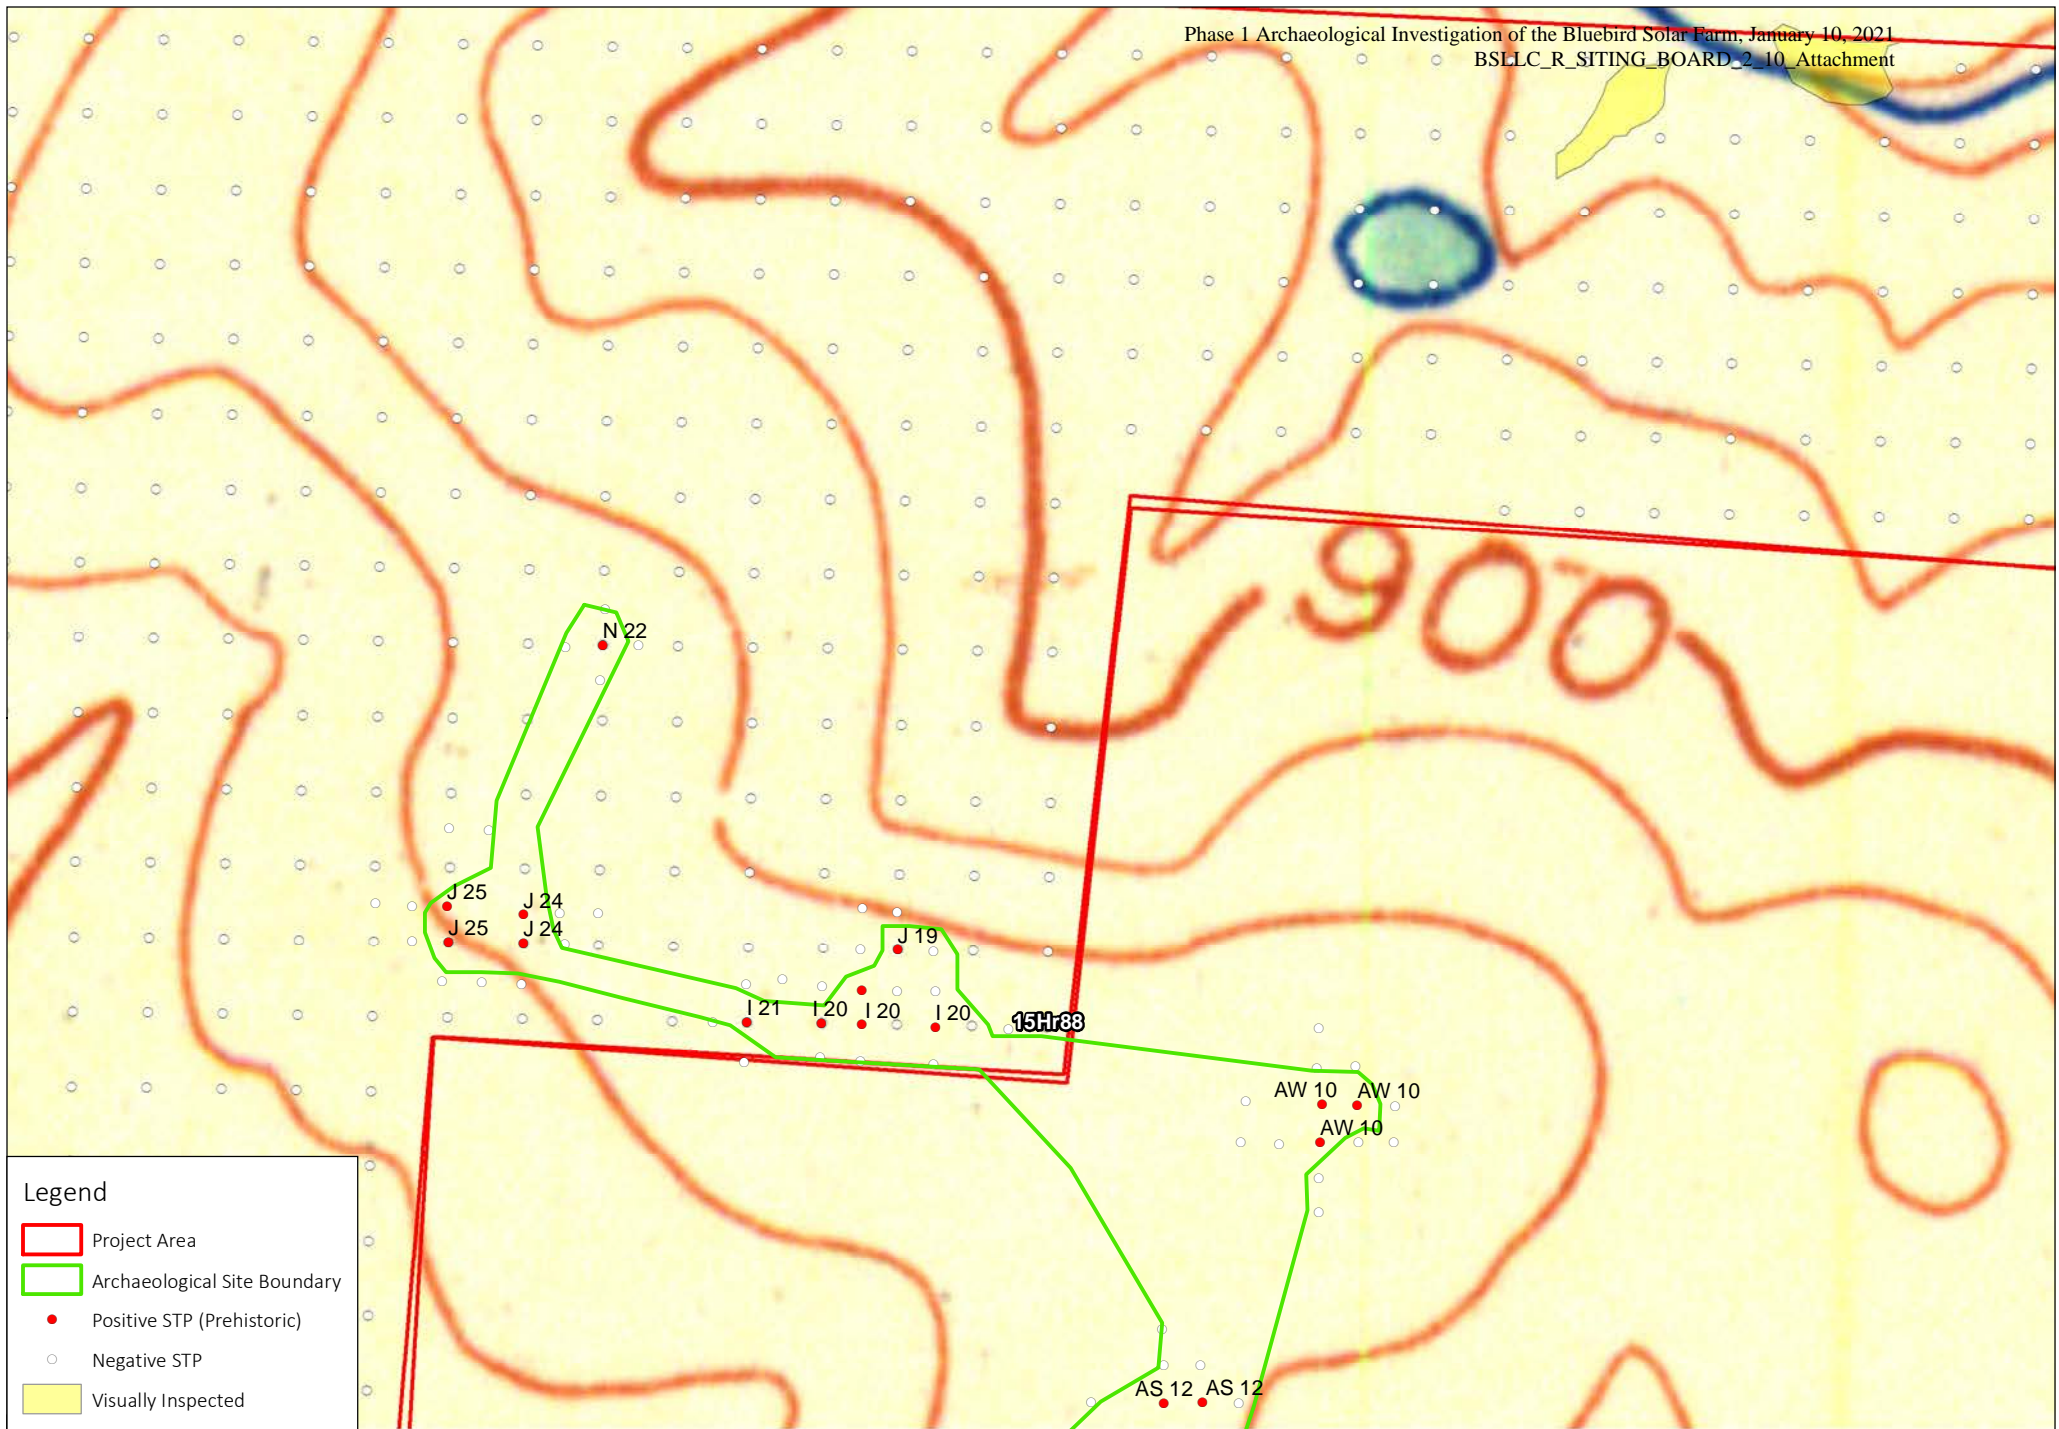 Phase 1 Archaeological Investigation of the Bluebird Solar Farm, January 10, 2021
BSLLC_R_SITING_BOARD_2_10_Attachment
900
N 22
J 25
J 24
J 25
J 24
J 19
I 21
I 20
I 20
I 20
15Hr88
AW 10
AW 10
AW 10
AS 12
AS 12
Legend
Project Area
Archaeological Site Boundary
Positive STP (Prehistoric)
Negative STP
Visually Inspected